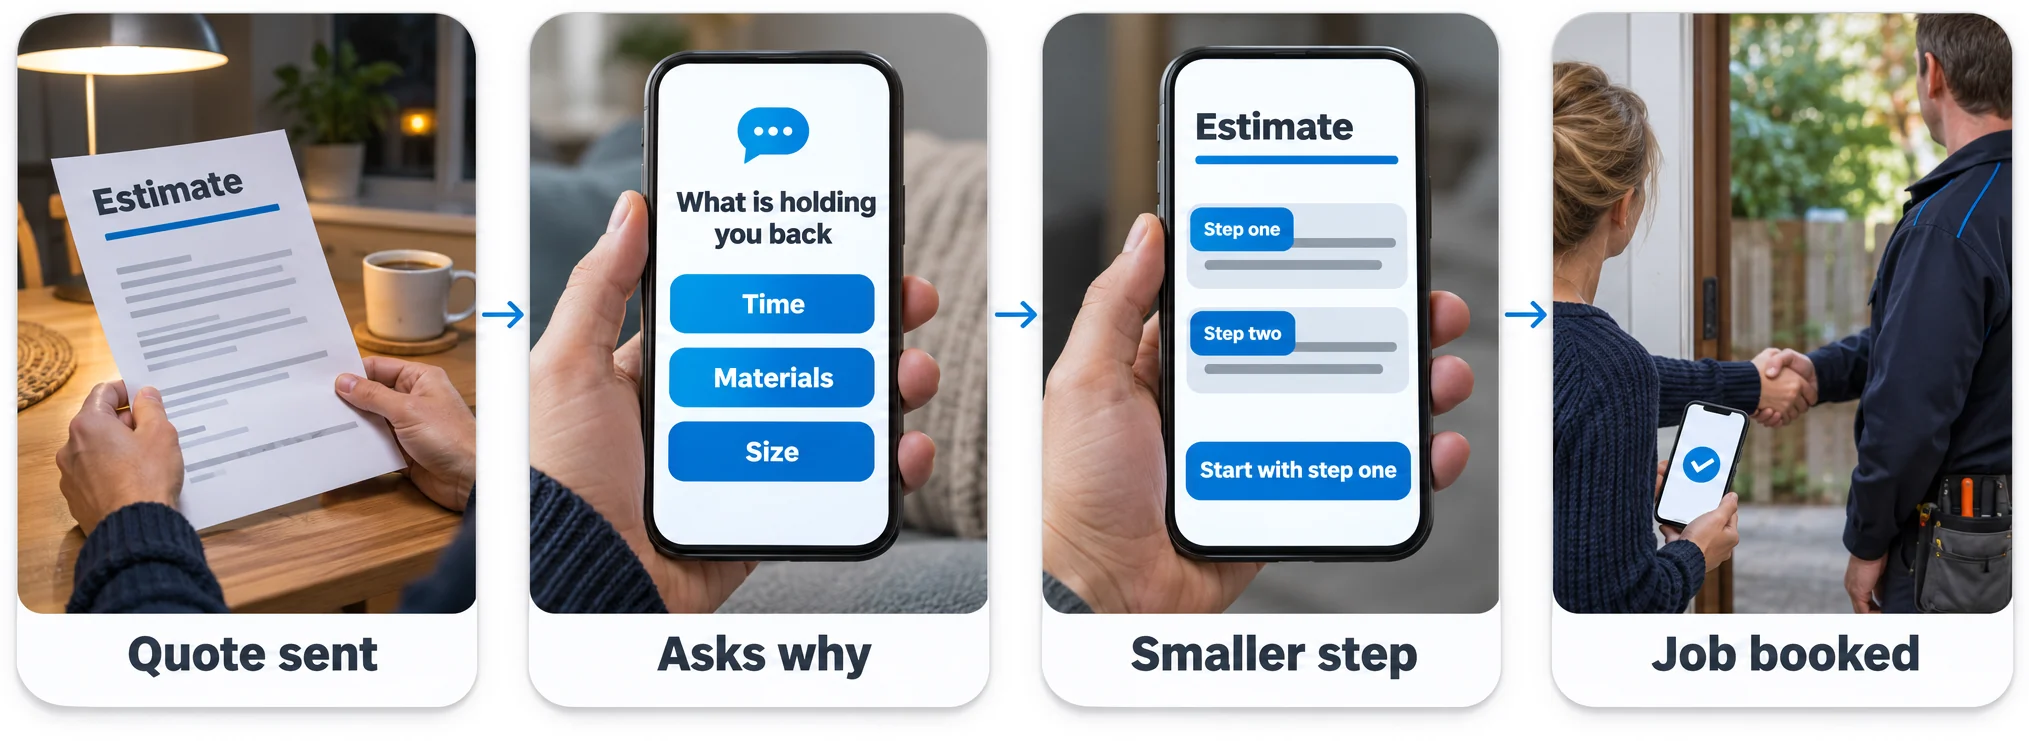 Estimate
Quote sent
What is holding
you back
Time
Materials
Size
Asks why
Estimate
Step one
Step two
Start with step one
Smaller step
Job booked